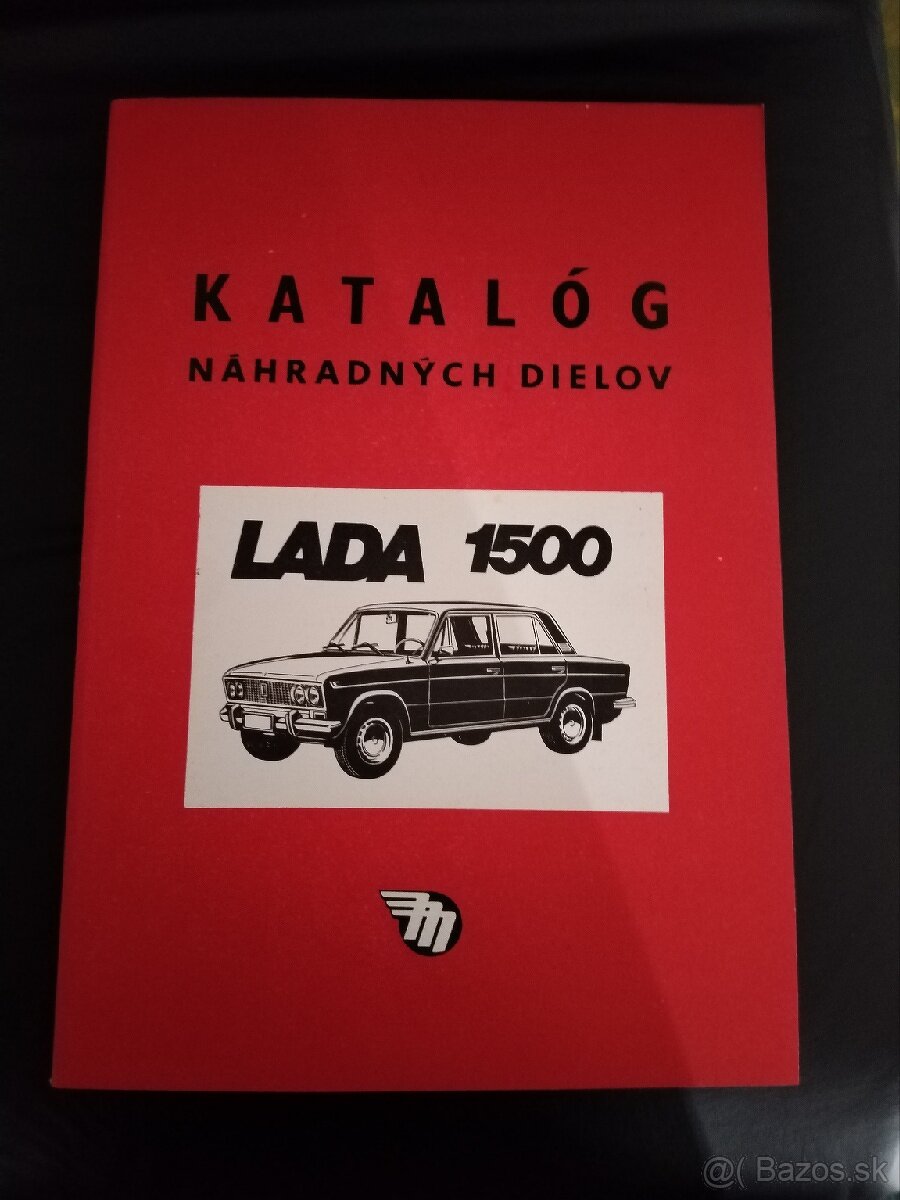 KATALÓG
NÁHRADNÝCH DIELOV
LADA 1500
m
@( Bazos.sk